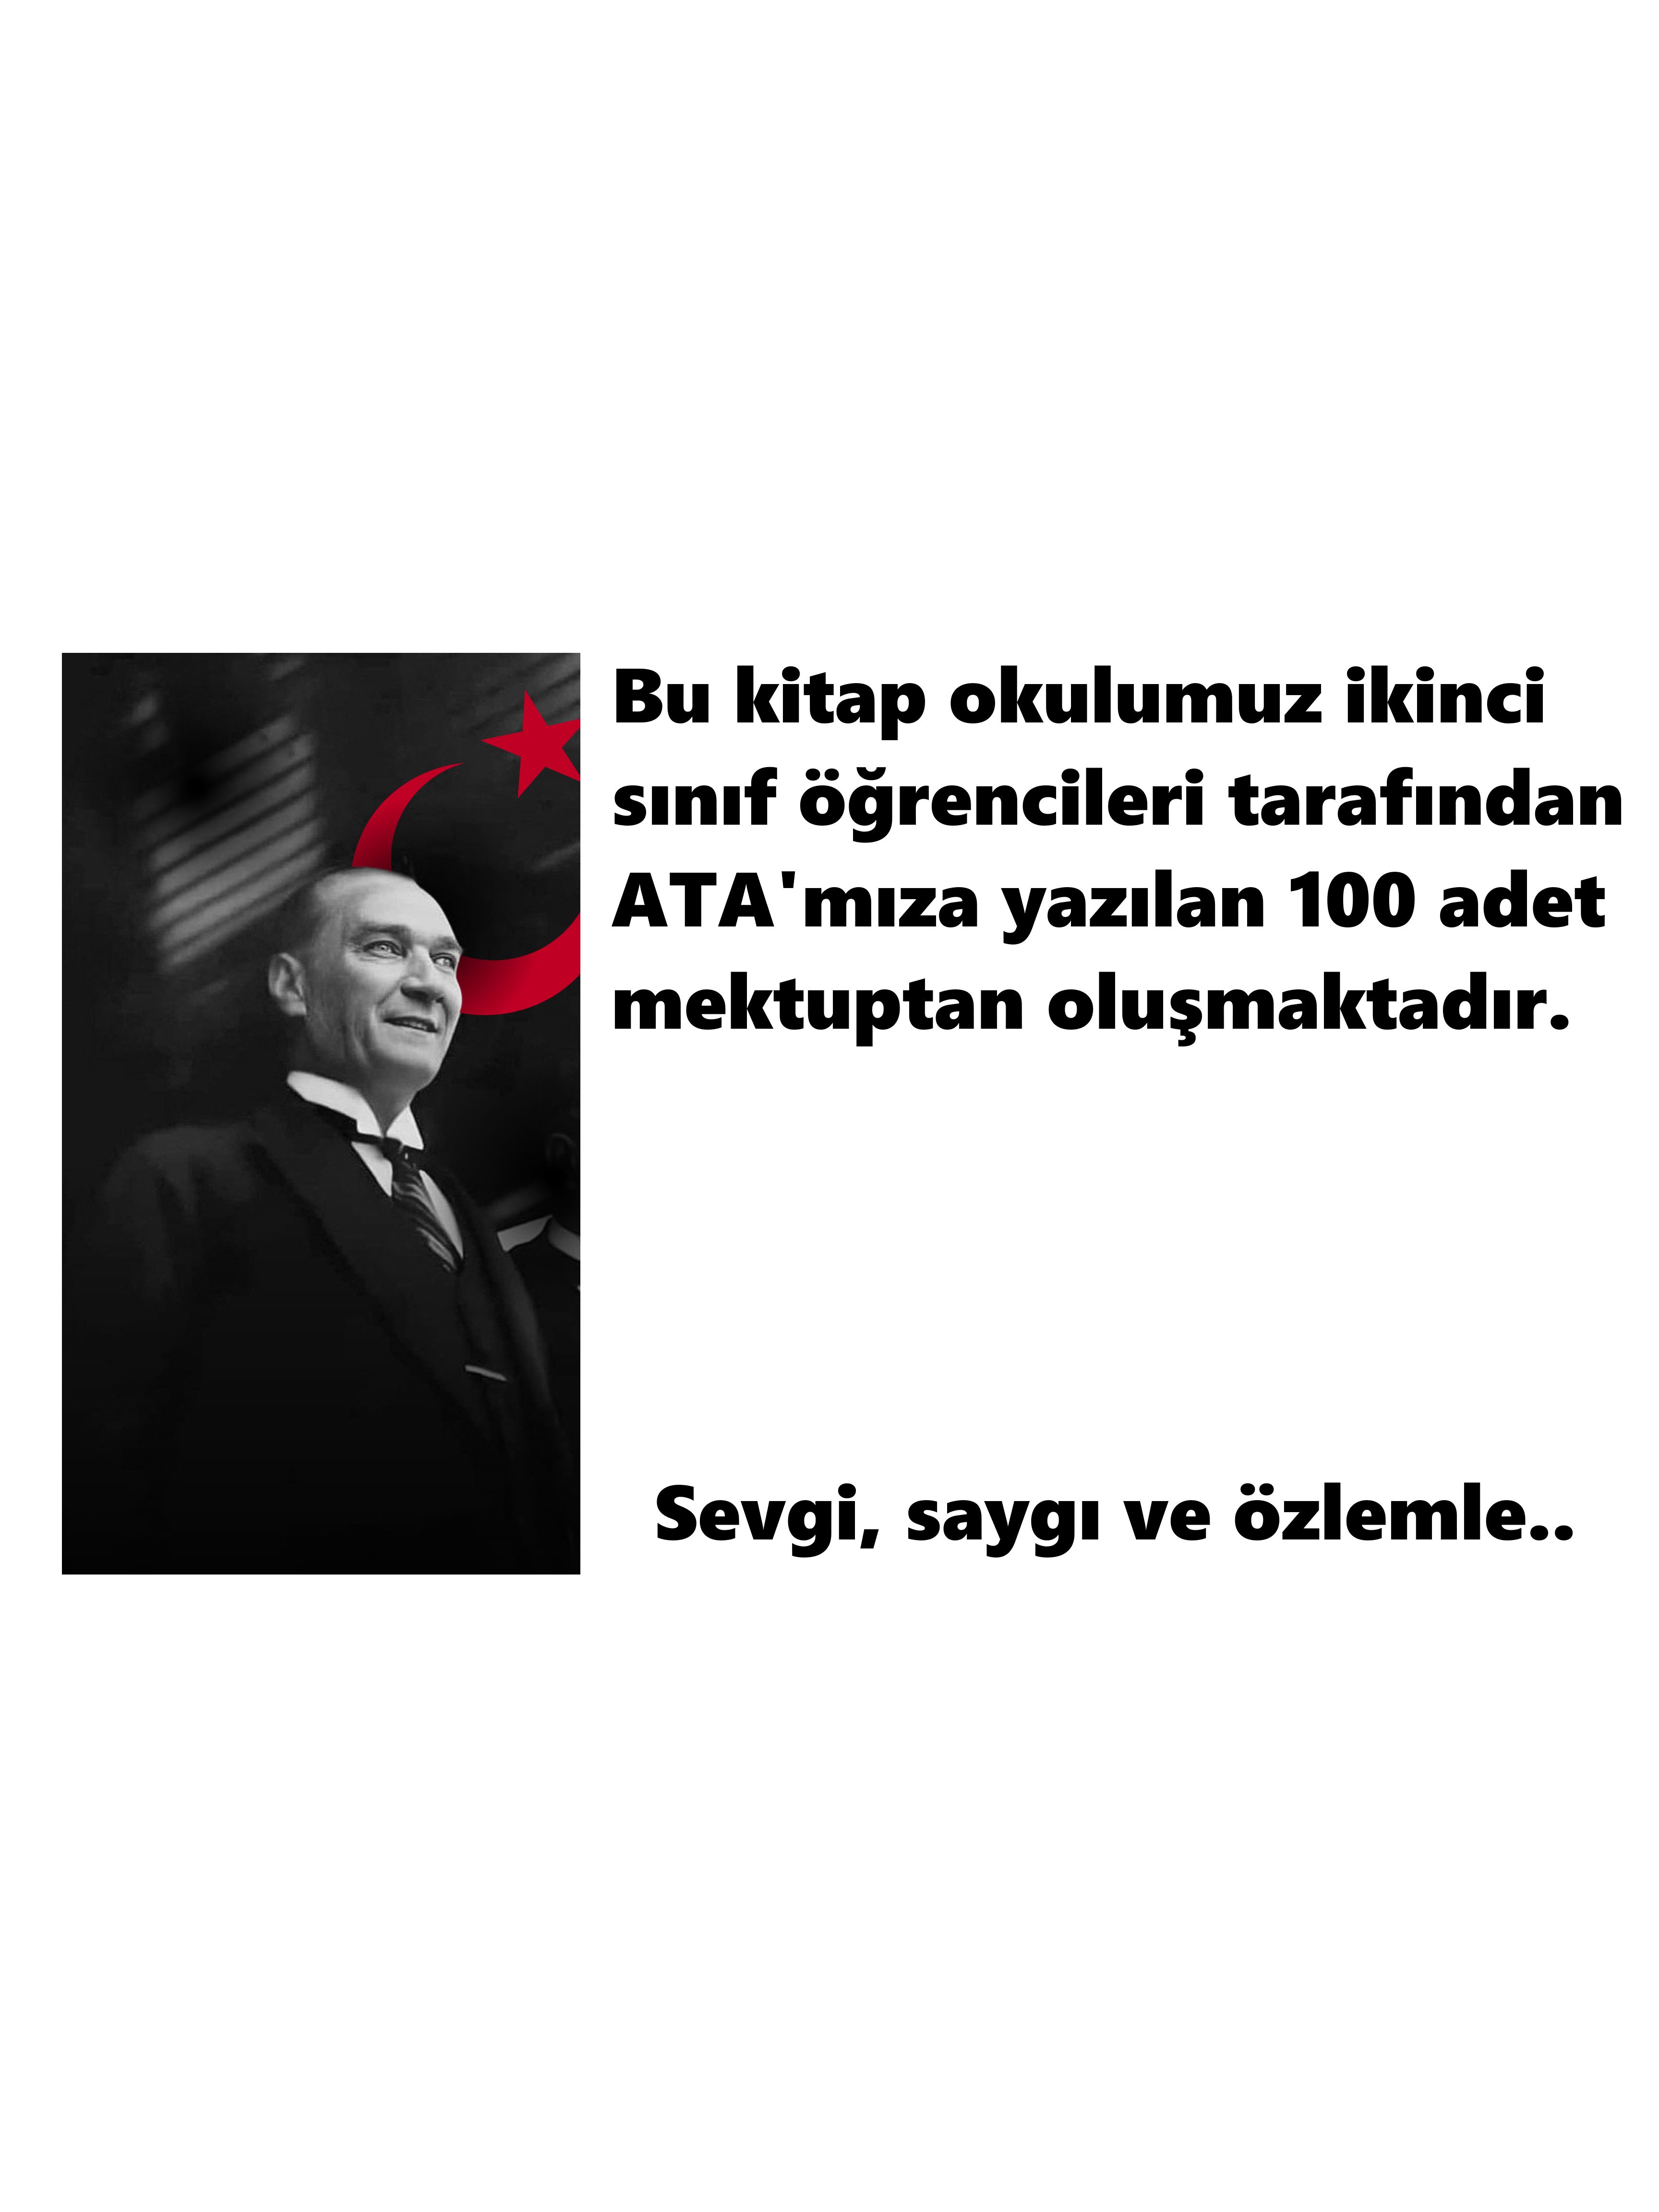 Bu kitap okulumuz ikinci
sınıf öğrencileri tarafından
ATA'mıza yazılan 100 adet
mektuptan oluşmaktadır.
Sevgi, saygı ve özlemle..